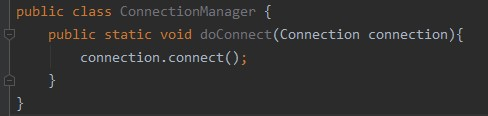 public class ConnectionManager {
    public static void doConnect(Connection connection){
        connection.connect();
    }
}